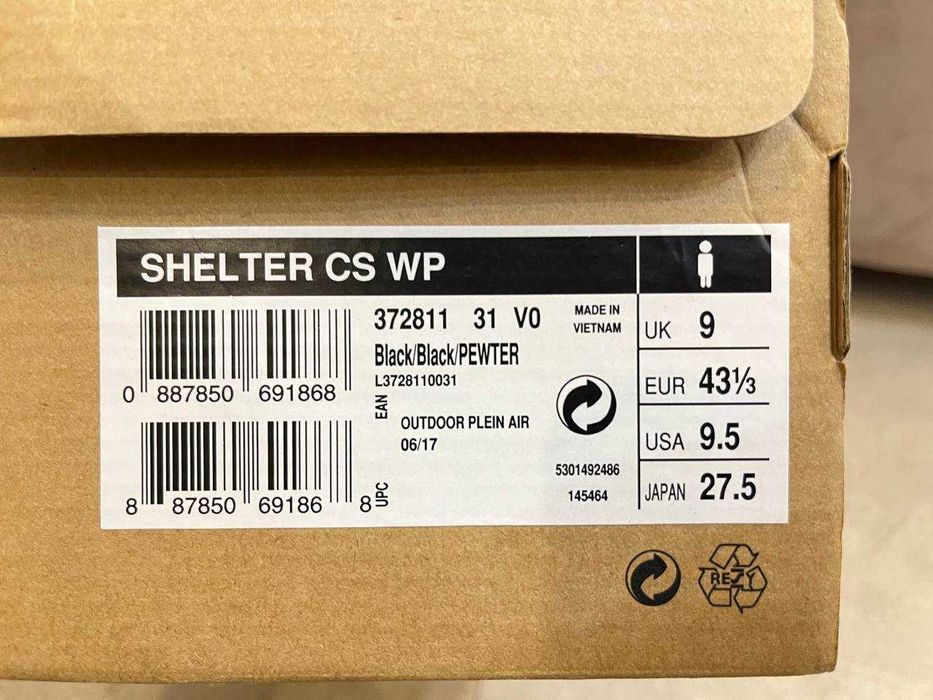 SHELTER CS WP
0 887850 691868
EAN
8 87850 69186 8
UPC
372811 31 V0
Black/Black/PEWTER
L3728110031
OUTDOOR PLEIN AIR
06/17
MADE IN
VIETNAM
5301492486
145464
UK 9
EUR 43⅓
USA 9.5
JAPAN 27.5
RESY